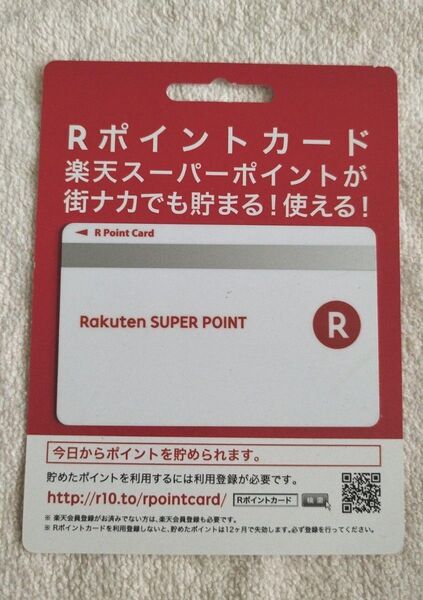 Rポイントカード
楽天スーパーポイントが
街ナカでも貯まる!使える!
◀ R Point Card
Rakuten SUPER POINT
R
今日からポイントを貯められます。
貯めたポイントを利用するには利用登録が必要です。
http://r10.to/rpointcard/ Rポイントカード 検索
※ 楽天会員登録がお済みでない方は、楽天会員登録も必要です。
※ Rポイントカードを利用登録しないと、貯めたポイントは12ヶ月で失効します。必ず登録を行ってください。